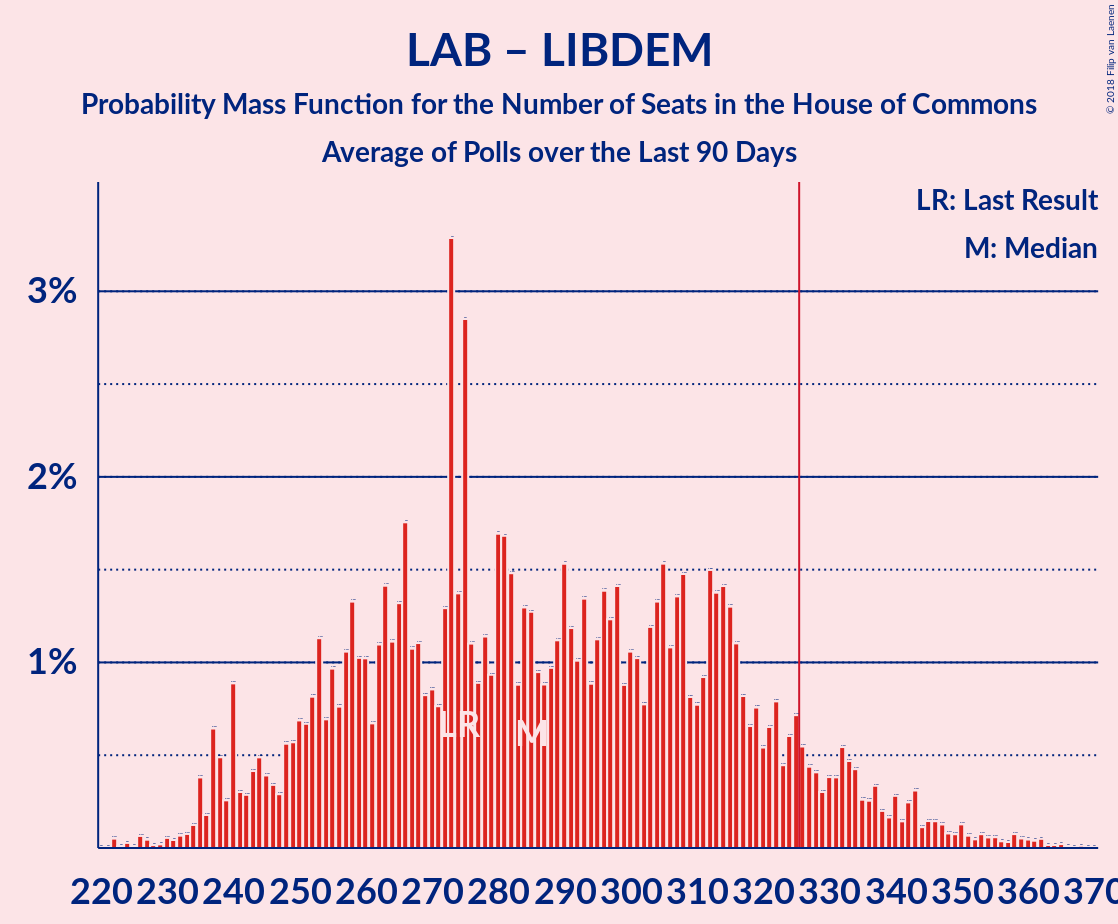 LAB – LIBDEM
Probability Mass Function for the Number of Seats in the House of Commons
Average of Polls over the Last 90 Days
© 2018 Filip van Laenen
LR: Last Result
M: Median
3%
2%
1%
LR M
220 230 240 250 260 270 280 290 300 310 320 330 340 350 360 370